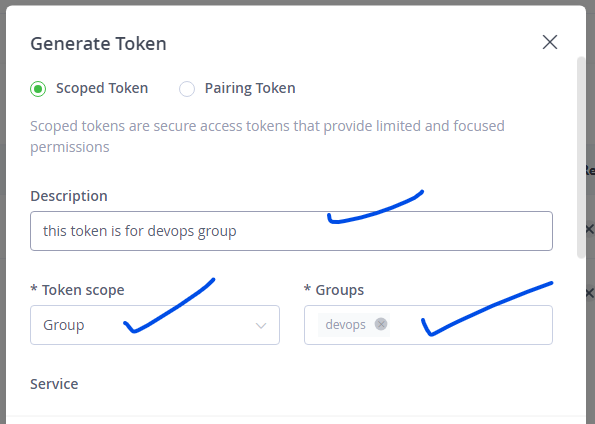 Generate Token
Scoped Token
Pairing Token
Scoped tokens are secure access tokens that provide limited and focused
permissions
Description
this token is for devops group
* Token scope
* Groups
Group
devops
Service